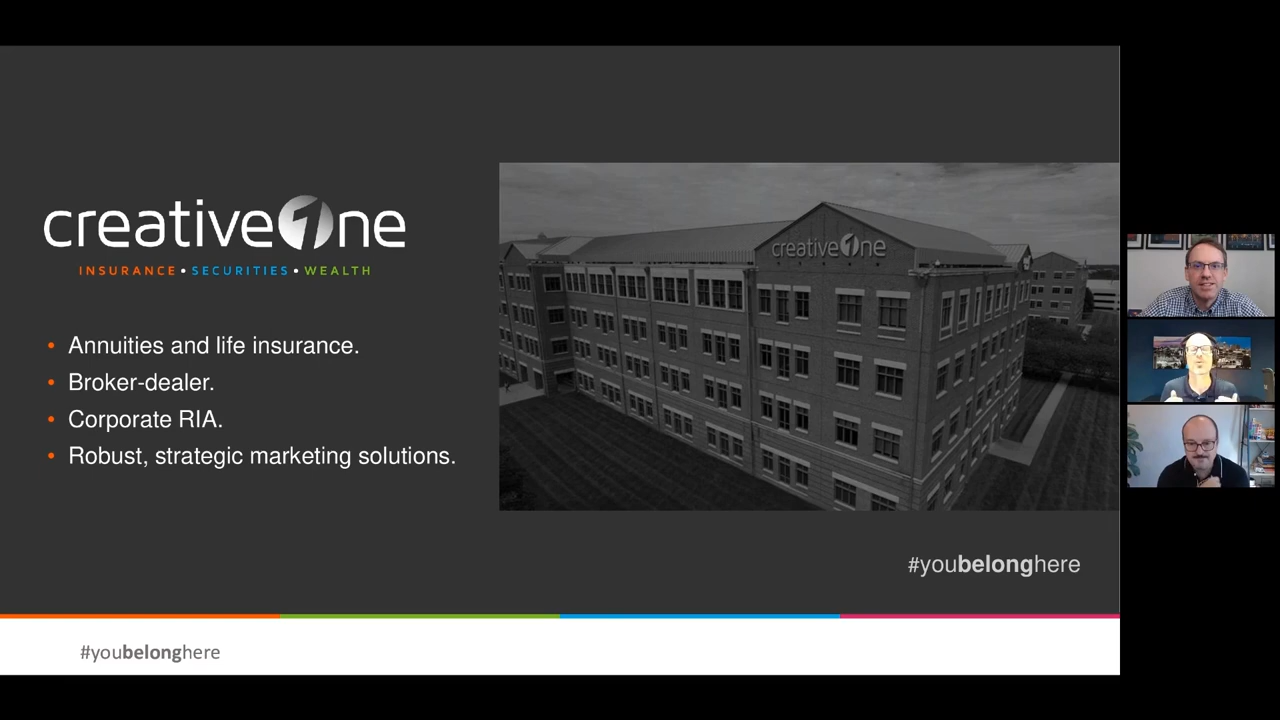 creative1ne
INSURANCE • SECURITIES • WEALTH
• Annuities and life insurance.
• Broker-dealer.
• Corporate RIA.
• Robust, strategic marketing solutions.
creative1ne
#youbelonghere
#youbelonghere